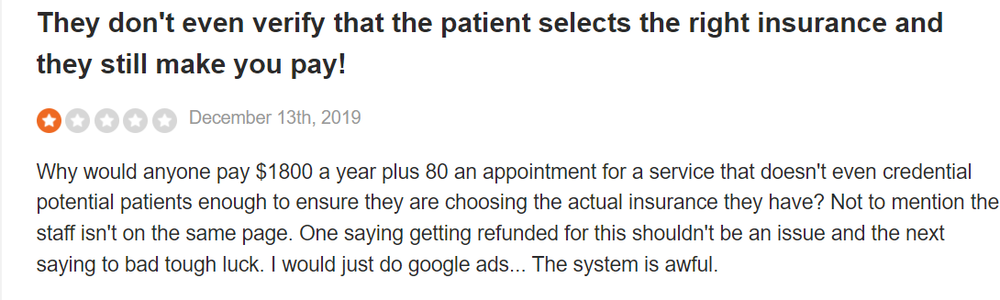 They don't even verify that the patient selects the right insurance and
they still make you pay!
December 13th, 2019
Why would anyone pay $1800 a year plus 80 an appointment for a service that doesn't even credential
potential patients enough to ensure they are choosing the actual insurance they have? Not to mention the
staff isn't on the same page. One saying getting refunded for this shouldn't be an issue and the next
saying to bad tough luck. I would just do google ads... The system is awful.